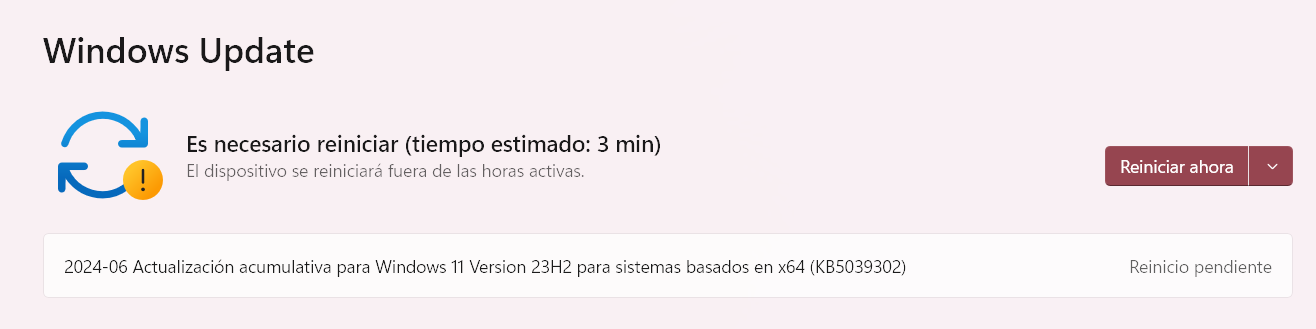 Windows Update
Es necesario reiniciar (tiempo estimado: 3 min)
El dispositivo se reiniciará fuera de las horas activas.
Reiniciar ahora
2024-06 Actualización acumulativa para Windows 11 Version 23H2 para sistemas basados en x64 (KB5039302)
Reinicio pendiente